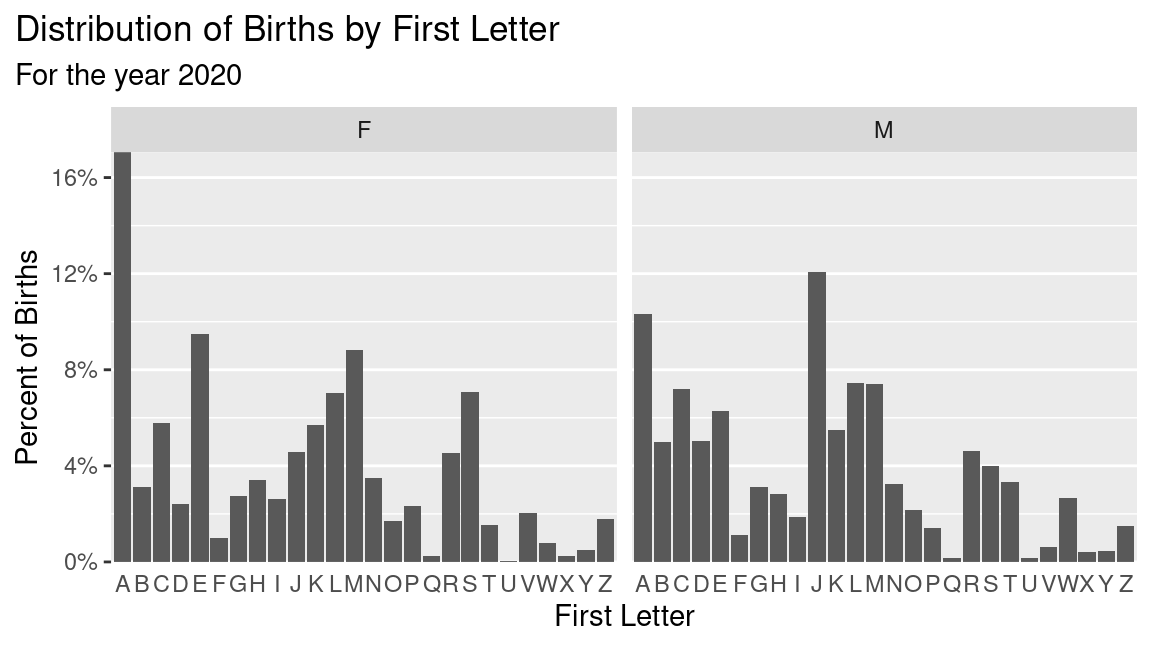 Distribution of Births by First Letter
For the year 2020
F
M
16%
12%
8%
4%
0%
Percent of Births
A B C D E F G H I J K L M N O P Q R S T U V W X Y Z
A B C D E F G H I J K L M N O P Q R S T U V W X Y Z
First Letter